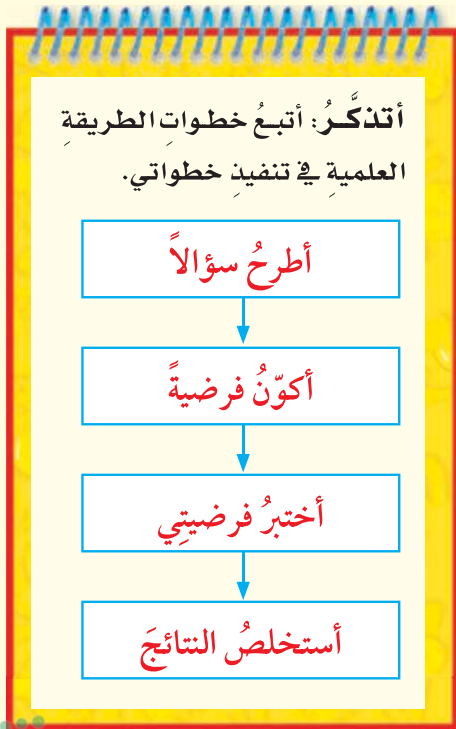 أتذكَّرُ: أتبعُ خطواتِ الطريقةِ
العلميةِ في تنفيذِ خطواتي.
أطرحُ سؤالاً
أكوّنُ فرضيةً
أختبرُ فرضيتِي
أستخلصُ النتائجَ